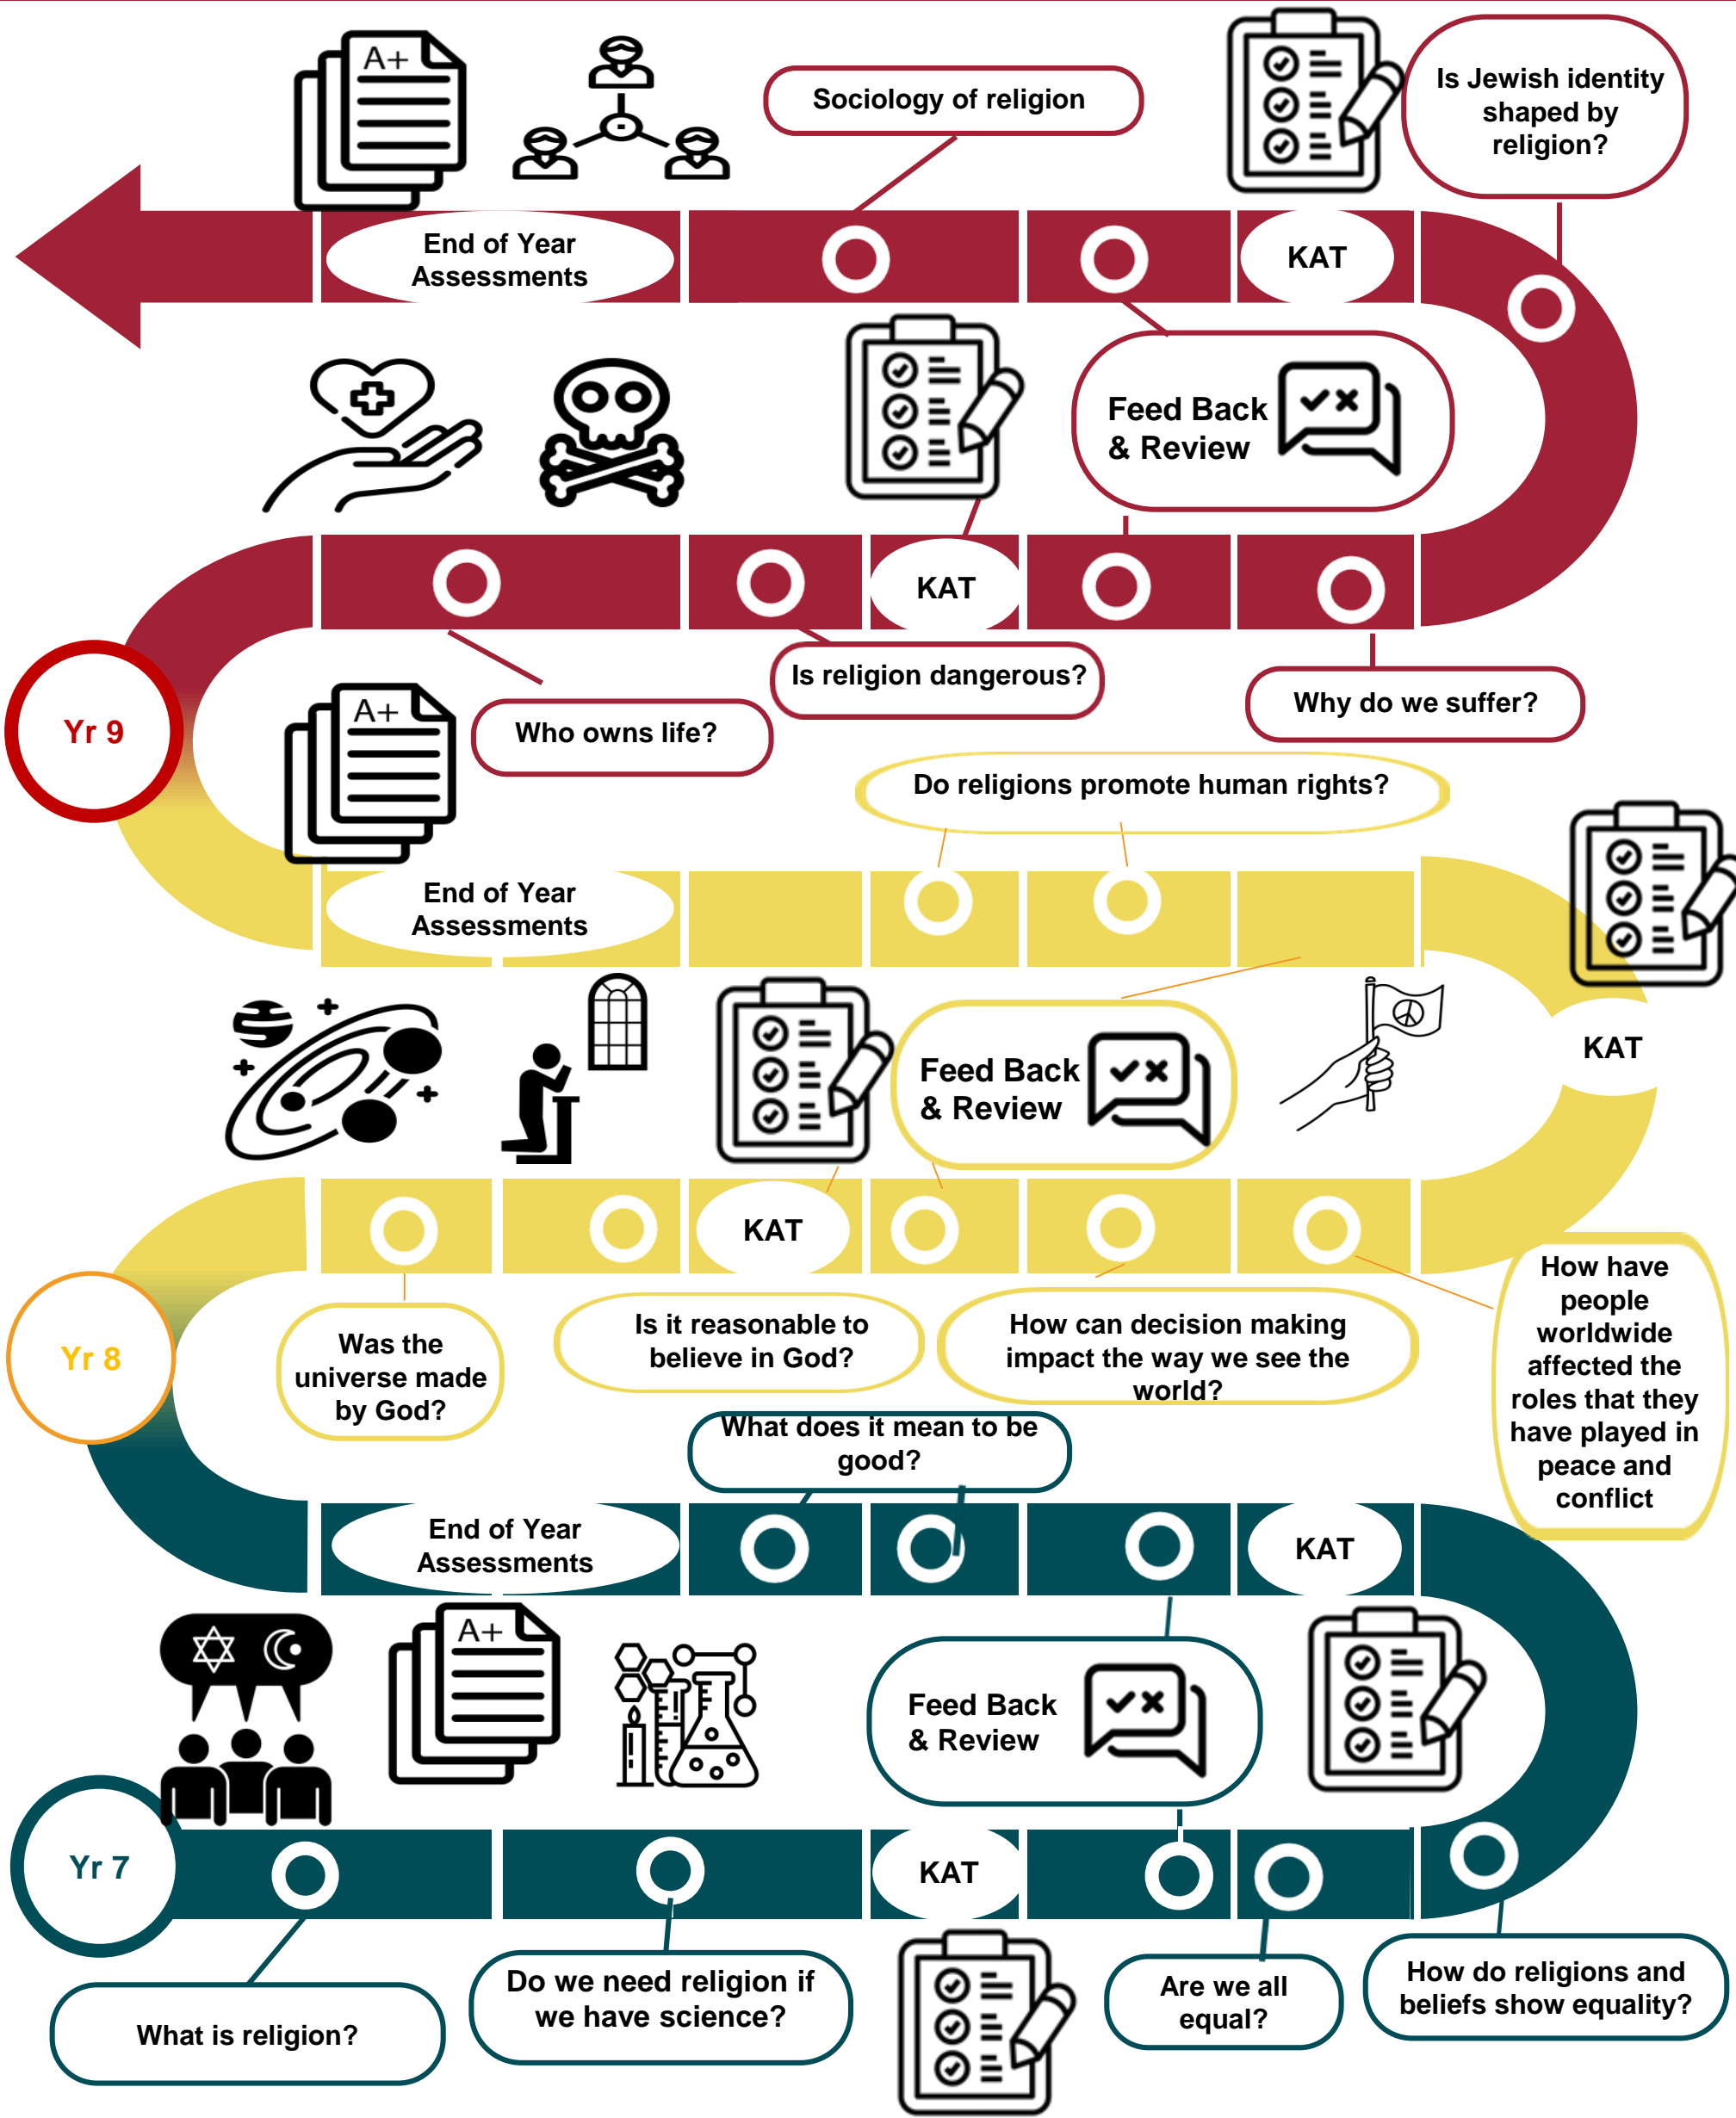 A+
Sociology of religion
Is Jewish identity
shaped by
religion?
End of Year
Assessments
KAT
Feed Back
& Review
KAT
Is religion dangerous?
Why do we suffer?
Who owns life?
Yr 9
A+
Do religions promote human rights?
End of Year
Assessments
KAT
Feed Back
& Review
KAT
Yr 8
Was the
universe made
by God?
Is it reasonable to
believe in God?
How can decision making
impact the way we see the
world?
How have
people
worldwide
affected the
roles that they
have played in
peace and
conflict
What does it mean to be
good?
End of Year
Assessments
KAT
A+
Feed Back
& Review
Yr 7
KAT
What is religion?
Do we need religion if
we have science?
Are we all
equal?
How do religions and
beliefs show equality?